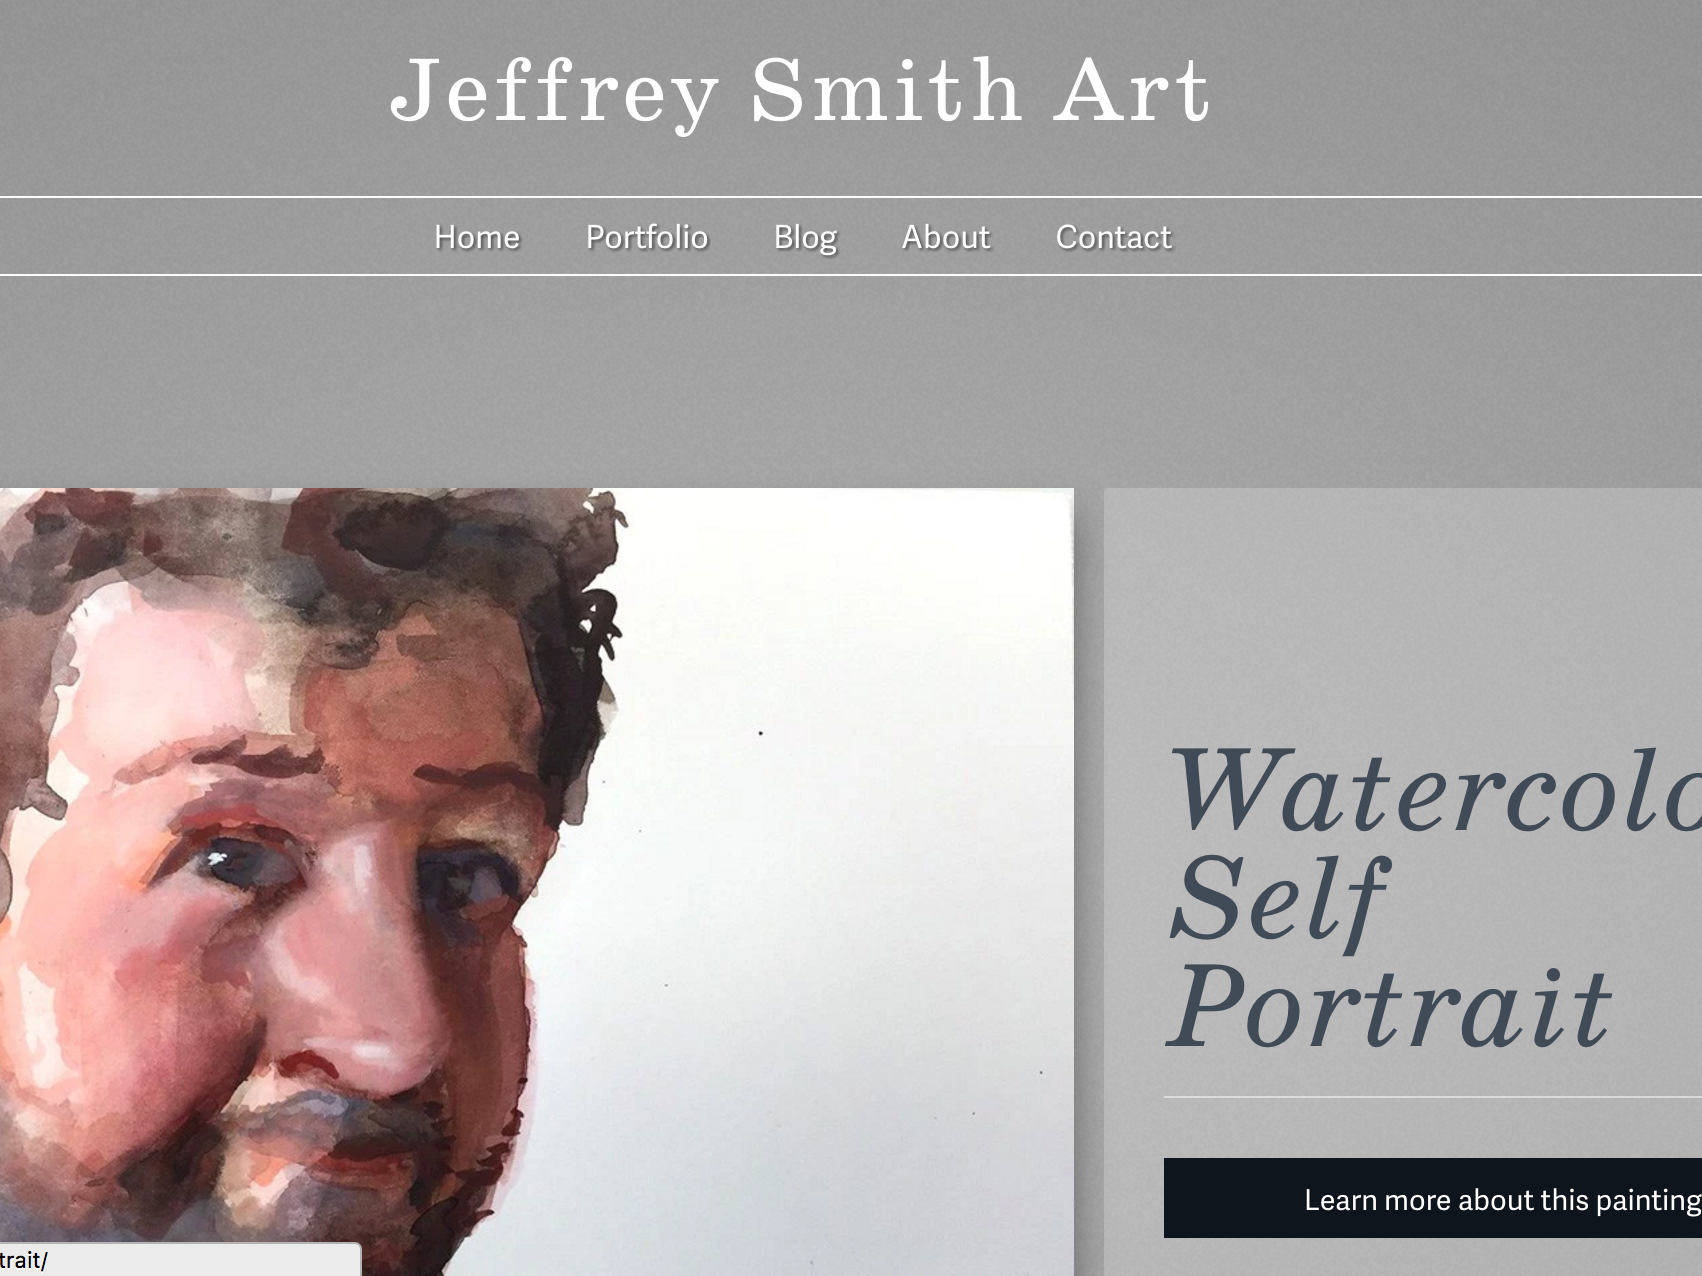 Jeffrey Smith Art
Home Portfolio Blog About Contact
Watercolo
Self
Portrait
Learn more about this painting
trait/